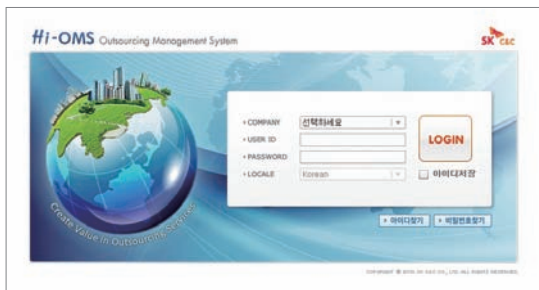 Hi-OMS Outsourcing Management System
SK C&C
COMPANY 선택하세요
USER ID
PASSWORD
LOCALE Korean
LOGIN
아이디저장
Create Value in Outsourcing Services
아이디찾기 비밀번호찾기